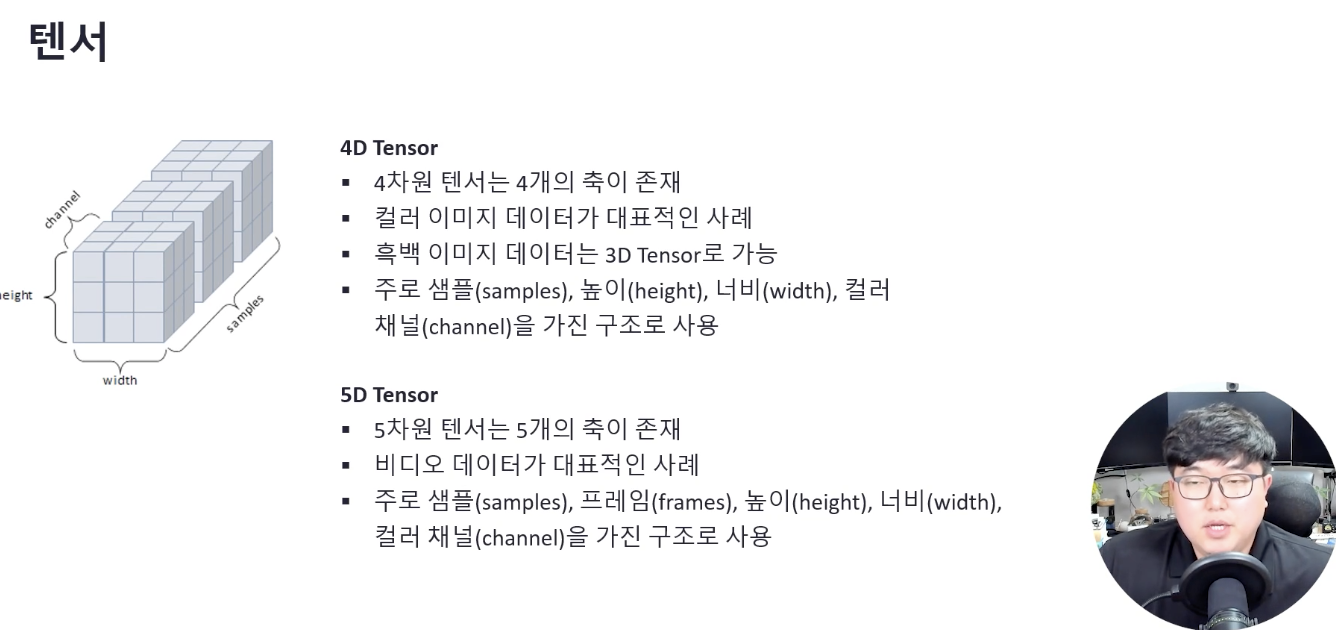 텐서
4D Tensor
▪ 4차원 텐서는 4개의 축이 존재
▪ 컬러 이미지 데이터가 대표적인 사례
▪ 흑백 이미지 데이터는 3D Tensor로 가능
▪ 주로 샘플(samples), 높이(height), 너비(width), 컬러
채널(channel)을 가진 구조로 사용
channel
eight
samples
width
5D Tensor
▪ 5차원 텐서는 5개의 축이 존재
▪ 비디오 데이터가 대표적인 사례
▪ 주로 샘플(samples), 프레임(frames), 높이(height), 너비(width),
컬러 채널(channel)을 가진 구조로 사용